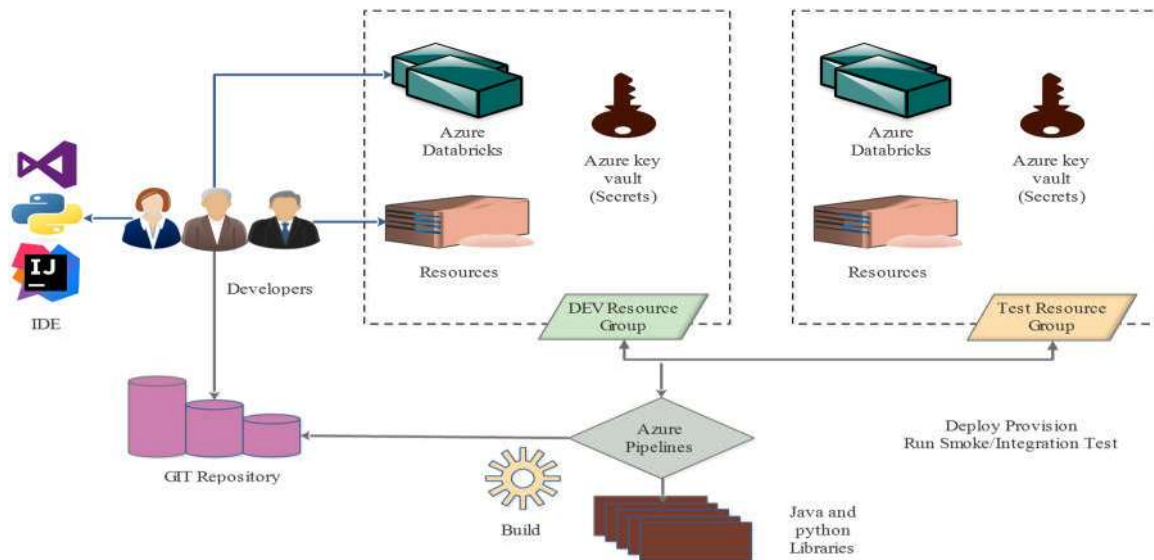 Azure
Databricks
Azure key
vault
(Secrets)
Azure
Databricks
Azure key
vault
(Secrets)
IJ
IDE
Developers
Resources
Resources
DEV Resource
Group
Test Resource
Group
GIT Repository
Azure
Pipelines
Deploy Provision
Run Smoke/Integration Test
Build
Java and
python
Libraries